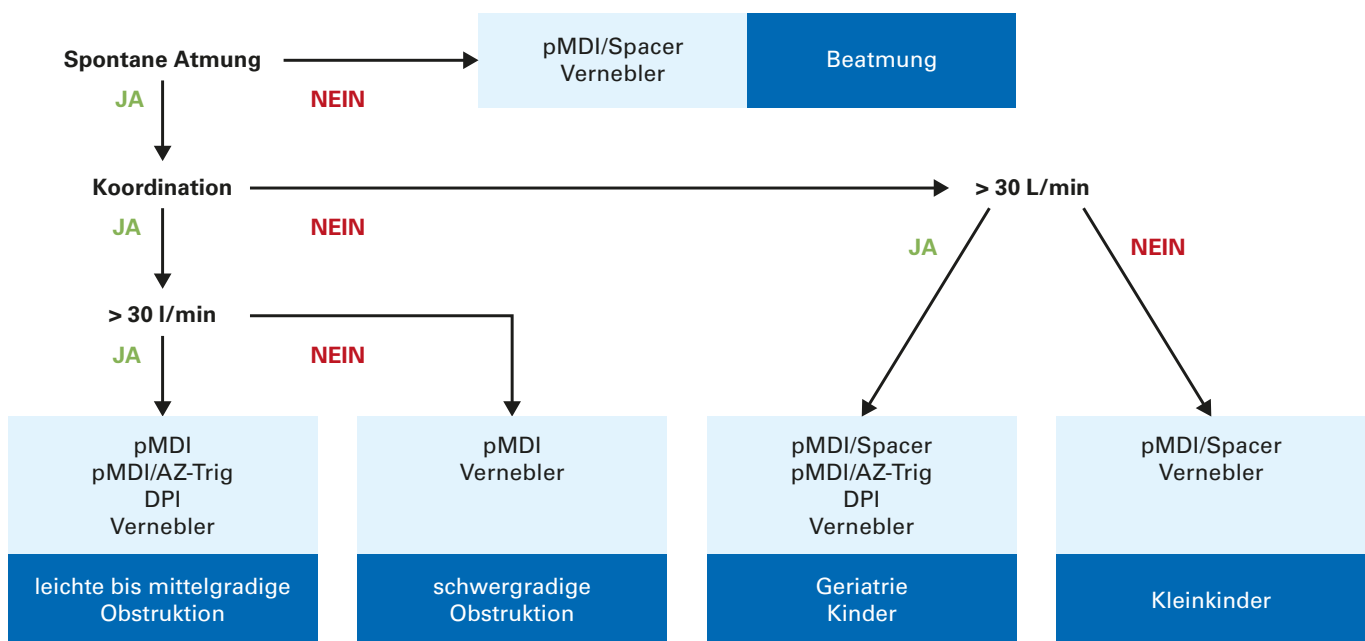 Spontane Atmung
pMDI/Spacer
Vernebler
Beatmung
JA
NEIN
Koordination
> 30 L/min
JA
NEIN
JA
NEIN
> 30 l/min
JA
NEIN
pMDI
pMDI/AZ-Trig
DPI
Vernebler
leichte bis mittelgradige
Obstruktion
pMDI
Vernebler
schwergradige
Obstruktion
pMDI/Spacer
pMDI/AZ-Trig
DPI
Vernebler
Geriatrie
Kinder
pMDI/Spacer
Vernebler
Kleinkinder